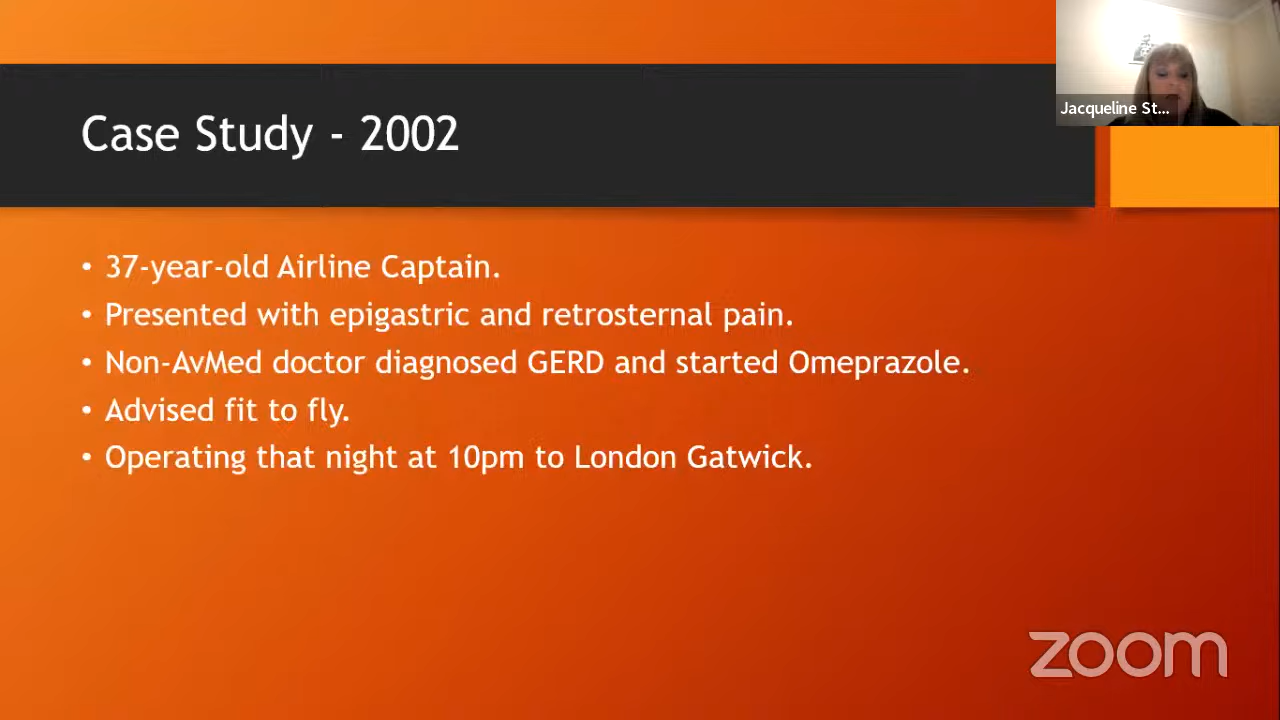 Jacqueline St...
Case Study - 2002
• 37-year-old Airline Captain.
• Presented with epigastric and retrosternal pain.
• Non-AvMed doctor diagnosed GERD and started Omeprazole.
• Advised fit to fly.
• Operating that night at 10pm to London Gatwick.
zoom